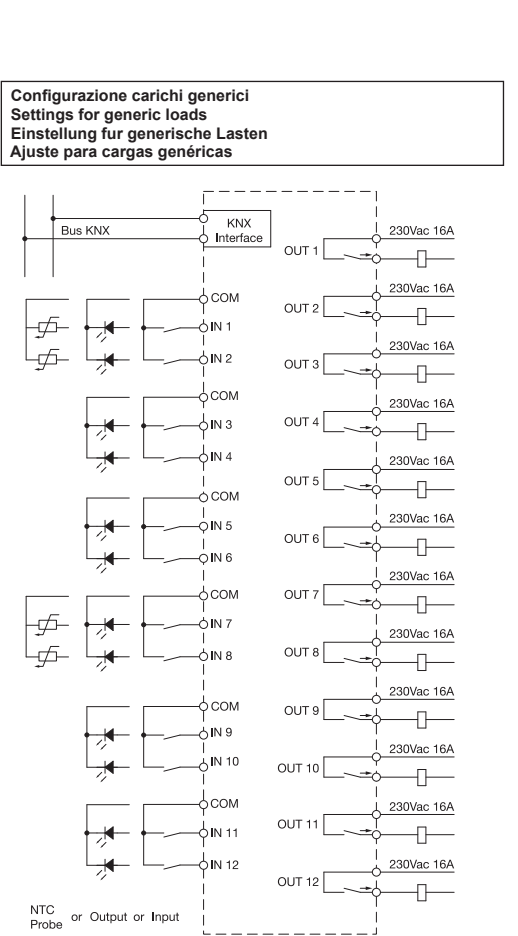 Configurazione carichi generici
Settings for generic loads
Einstellung fur generische Lasten
Ajuste para cargas genéricas
Bus KNX
KNX
Interface
OUT 1
230Vac 16A
COM
IN 1
IN 2
OUT 2
230Vac 16A
OUT 3
230Vac 16A
COM
IN 3
IN 4
OUT 4
230Vac 16A
OUT 5
230Vac 16A
COM
IN 5
IN 6
OUT 6
230Vac 16A
OUT 7
230Vac 16A
COM
IN 7
IN 8
OUT 8
230Vac 16A
OUT 9
230Vac 16A
COM
IN 9
IN 10
OUT 10
230Vac 16A
OUT 11
230Vac 16A
COM
IN 11
IN 12
OUT 12
230Vac 16A
NTC
Probe or Output or Input